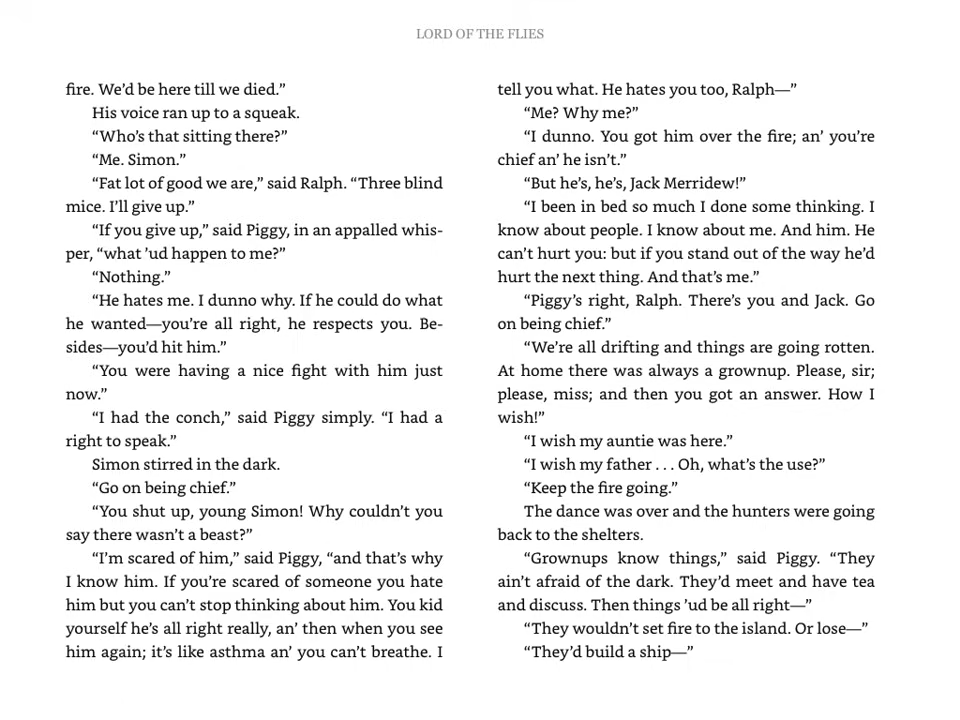 LORD OF THE FLIES
fire. We’d be here till we died.”
His voice ran up to a squeak.
“Who’s that sitting there?”
“Me. Simon.”
“Fat lot of good we are,” said Ralph. “Three blind
mice. I’ll give up.”
“If you give up,” said Piggy, in an appalled whis-
per, “what ’ud happen to me?”
“Nothing.”
“He hates me. I dunno why. If he could do what
he wanted—you’re all right, he respects you. Be-
sides—you’d hit him.”
“You were having a nice fight with him just
now.”
“I had the conch,” said Piggy simply. “I had a
right to speak.”
Simon stirred in the dark.
“Go on being chief.”
“You shut up, young Simon! Why couldn’t you
say there wasn’t a beast?”
“I’m scared of him,” said Piggy, “and that’s why
I know him. If you’re scared of someone you hate
him but you can’t stop thinking about him. You kid
yourself he’s all right really, an’ then when you see
him again; it’s like asthma an’ you can’t breathe. I
tell you what. He hates you too, Ralph—”
“Me? Why me?”
“I dunno. You got him over the fire; an’ you’re
chief an’ he isn’t.”
“But he’s, he’s, Jack Merridew!”
“I been in bed so much I done some thinking. I
know about people. I know about me. And him. He
can’t hurt you: but if you stand out of the way he’d
hurt the next thing. And that’s me.”
“Piggy’s right, Ralph. There’s you and Jack. Go
on being chief.”
“We’re all drifting and things are going rotten.
At home there was always a grownup. Please, sir;
please, miss; and then you got an answer. How I
wish!”
“I wish my auntie was here.”
“I wish my father . . . Oh, what’s the use?”
“Keep the fire going.”
The dance was over and the hunters were going
back to the shelters.
“Grownups know things,” said Piggy. “They
ain’t afraid of the dark. They’d meet and have tea
and discuss. Then things ’ud be all right—”
“They wouldn’t set fire to the island. Or lose—”
“They’d build a ship—”